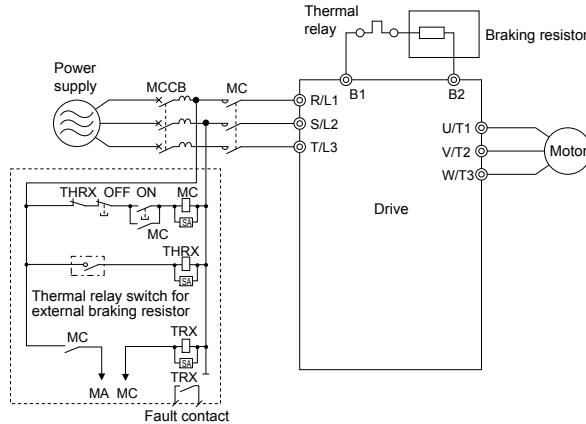 Thermal
relay
Braking resistor
B1
B2
Power
supply
MCCB
MC
R/L1
S/L2
T/L3
U/T1
V/T2
W/T3
Motor
Drive
THRX OFF ON MC
SA
MC
THRX
SA
Thermal relay switch for
external braking resistor
MC
TRX
SA
MA MC
TRX
Fault contact